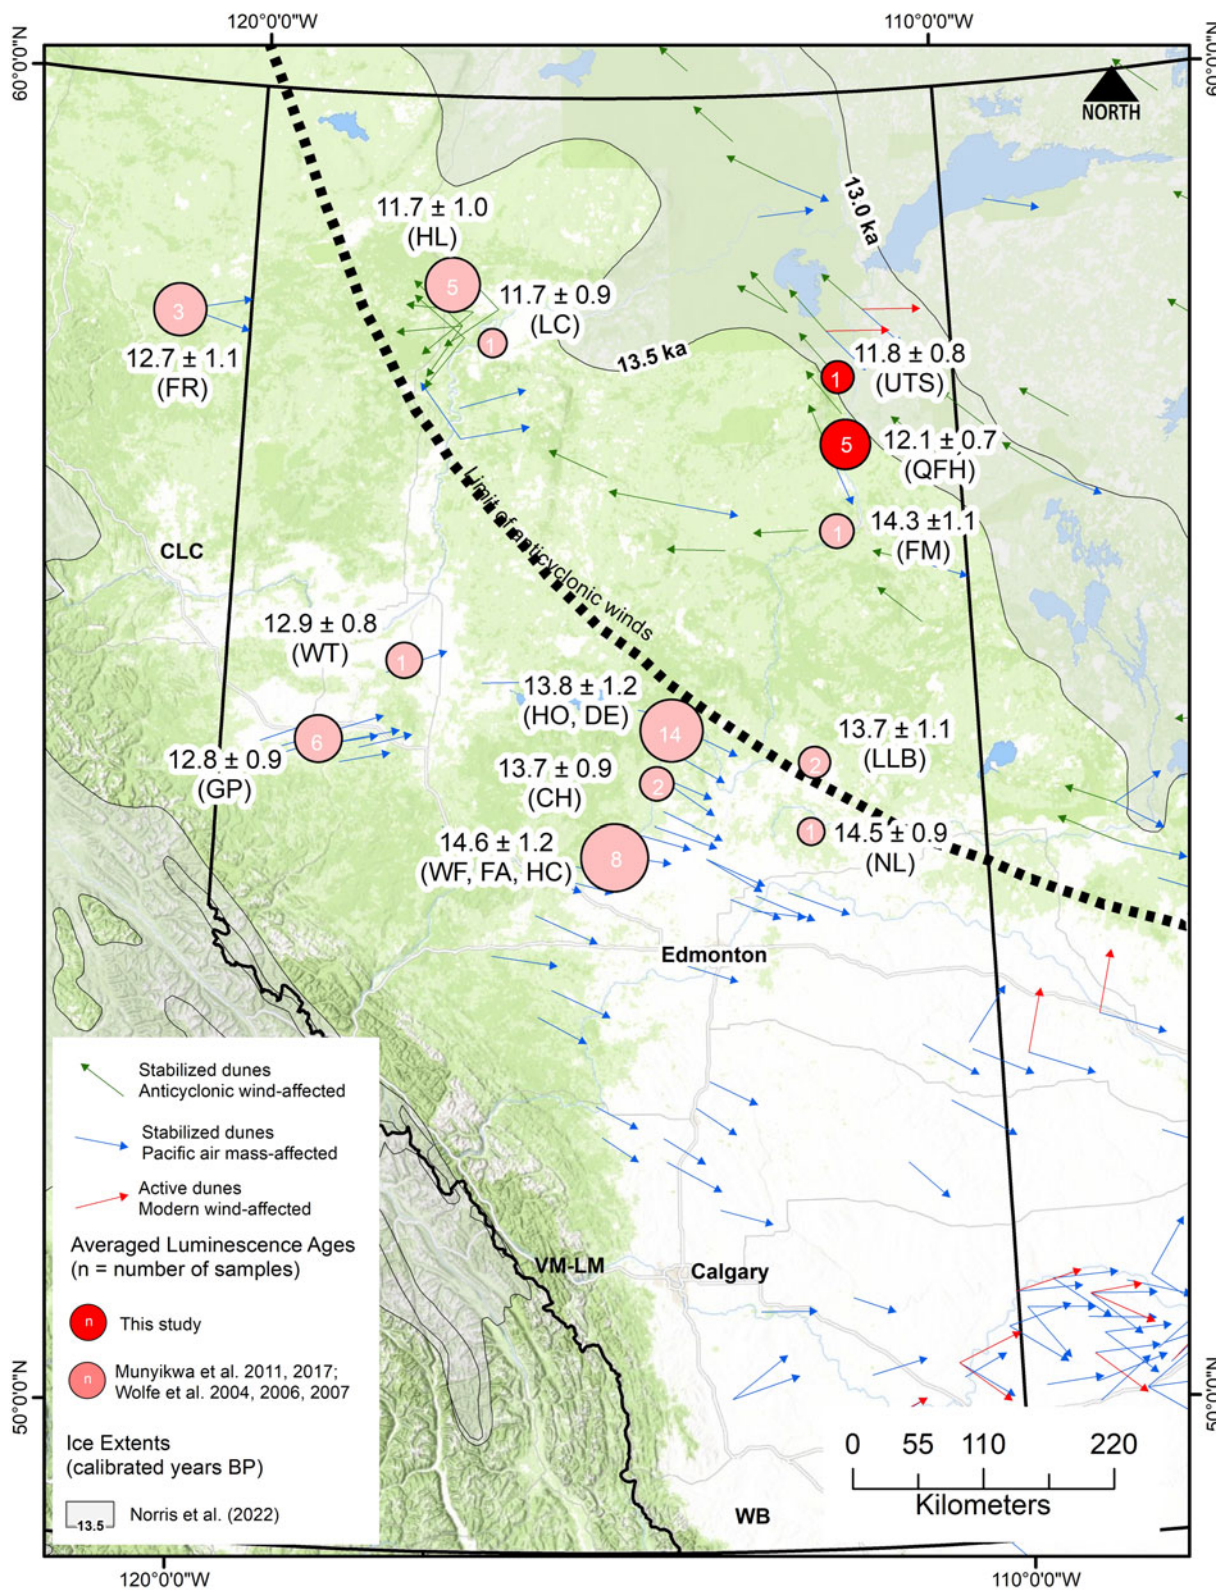 120°0'0"W
110°0'0"W
60°0'0"N
60°0'0"N
NORTH
13.0 ka
11.7 ± 1.0
(HL)
5
11.7 ± 0.9
(LC)
1
3
12.7 ± 1.1
(FR)
13.5 ka
11.8 ± 0.8
(UTS)
1
5
12.1 ± 0.7
(QFH)
Limit of anticyclonic winds
14.3 ±1.1
(FM)
1
CLC
12.9 ± 0.8
(WT)
1
13.8 ± 1.2
(HO, DE)
14
6
12.8 ± 0.9
(GP)
13.7 ± 1.1
(LLB)
2
13.7 ± 0.9
(CH)
2
14.6 ± 1.2
(WF, FA, HC)
8
1
14.5 ± 0.9
(NL)
Edmonton
Stabilized dunes
Anticyclonic wind-affected
Stabilized dunes
Pacific air mass-affected
Active dunes
Modern wind-affected
Averaged Luminescence Ages
(n = number of samples)
n
This study
n
Munyikwa et al. 2011, 2017;
Wolfe et al. 2004, 2006, 2007
Ice Extents
(calibrated years BP)
13.5
Norris et al. (2022)
VM-LM
Calgary
WB
50°0'0"N
50°0'0"N
0 55 110 220
Kilometers
120°0'0"W
110°0'0"W